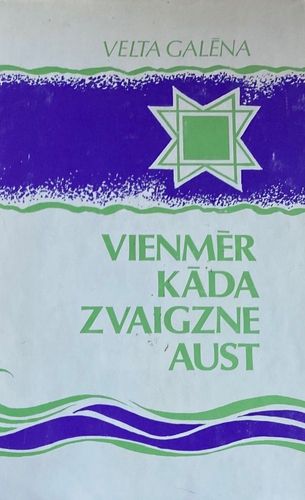 VELTA GALĒNA
VIENMĒR
KĀDA
ZVAIGZNE
AUST